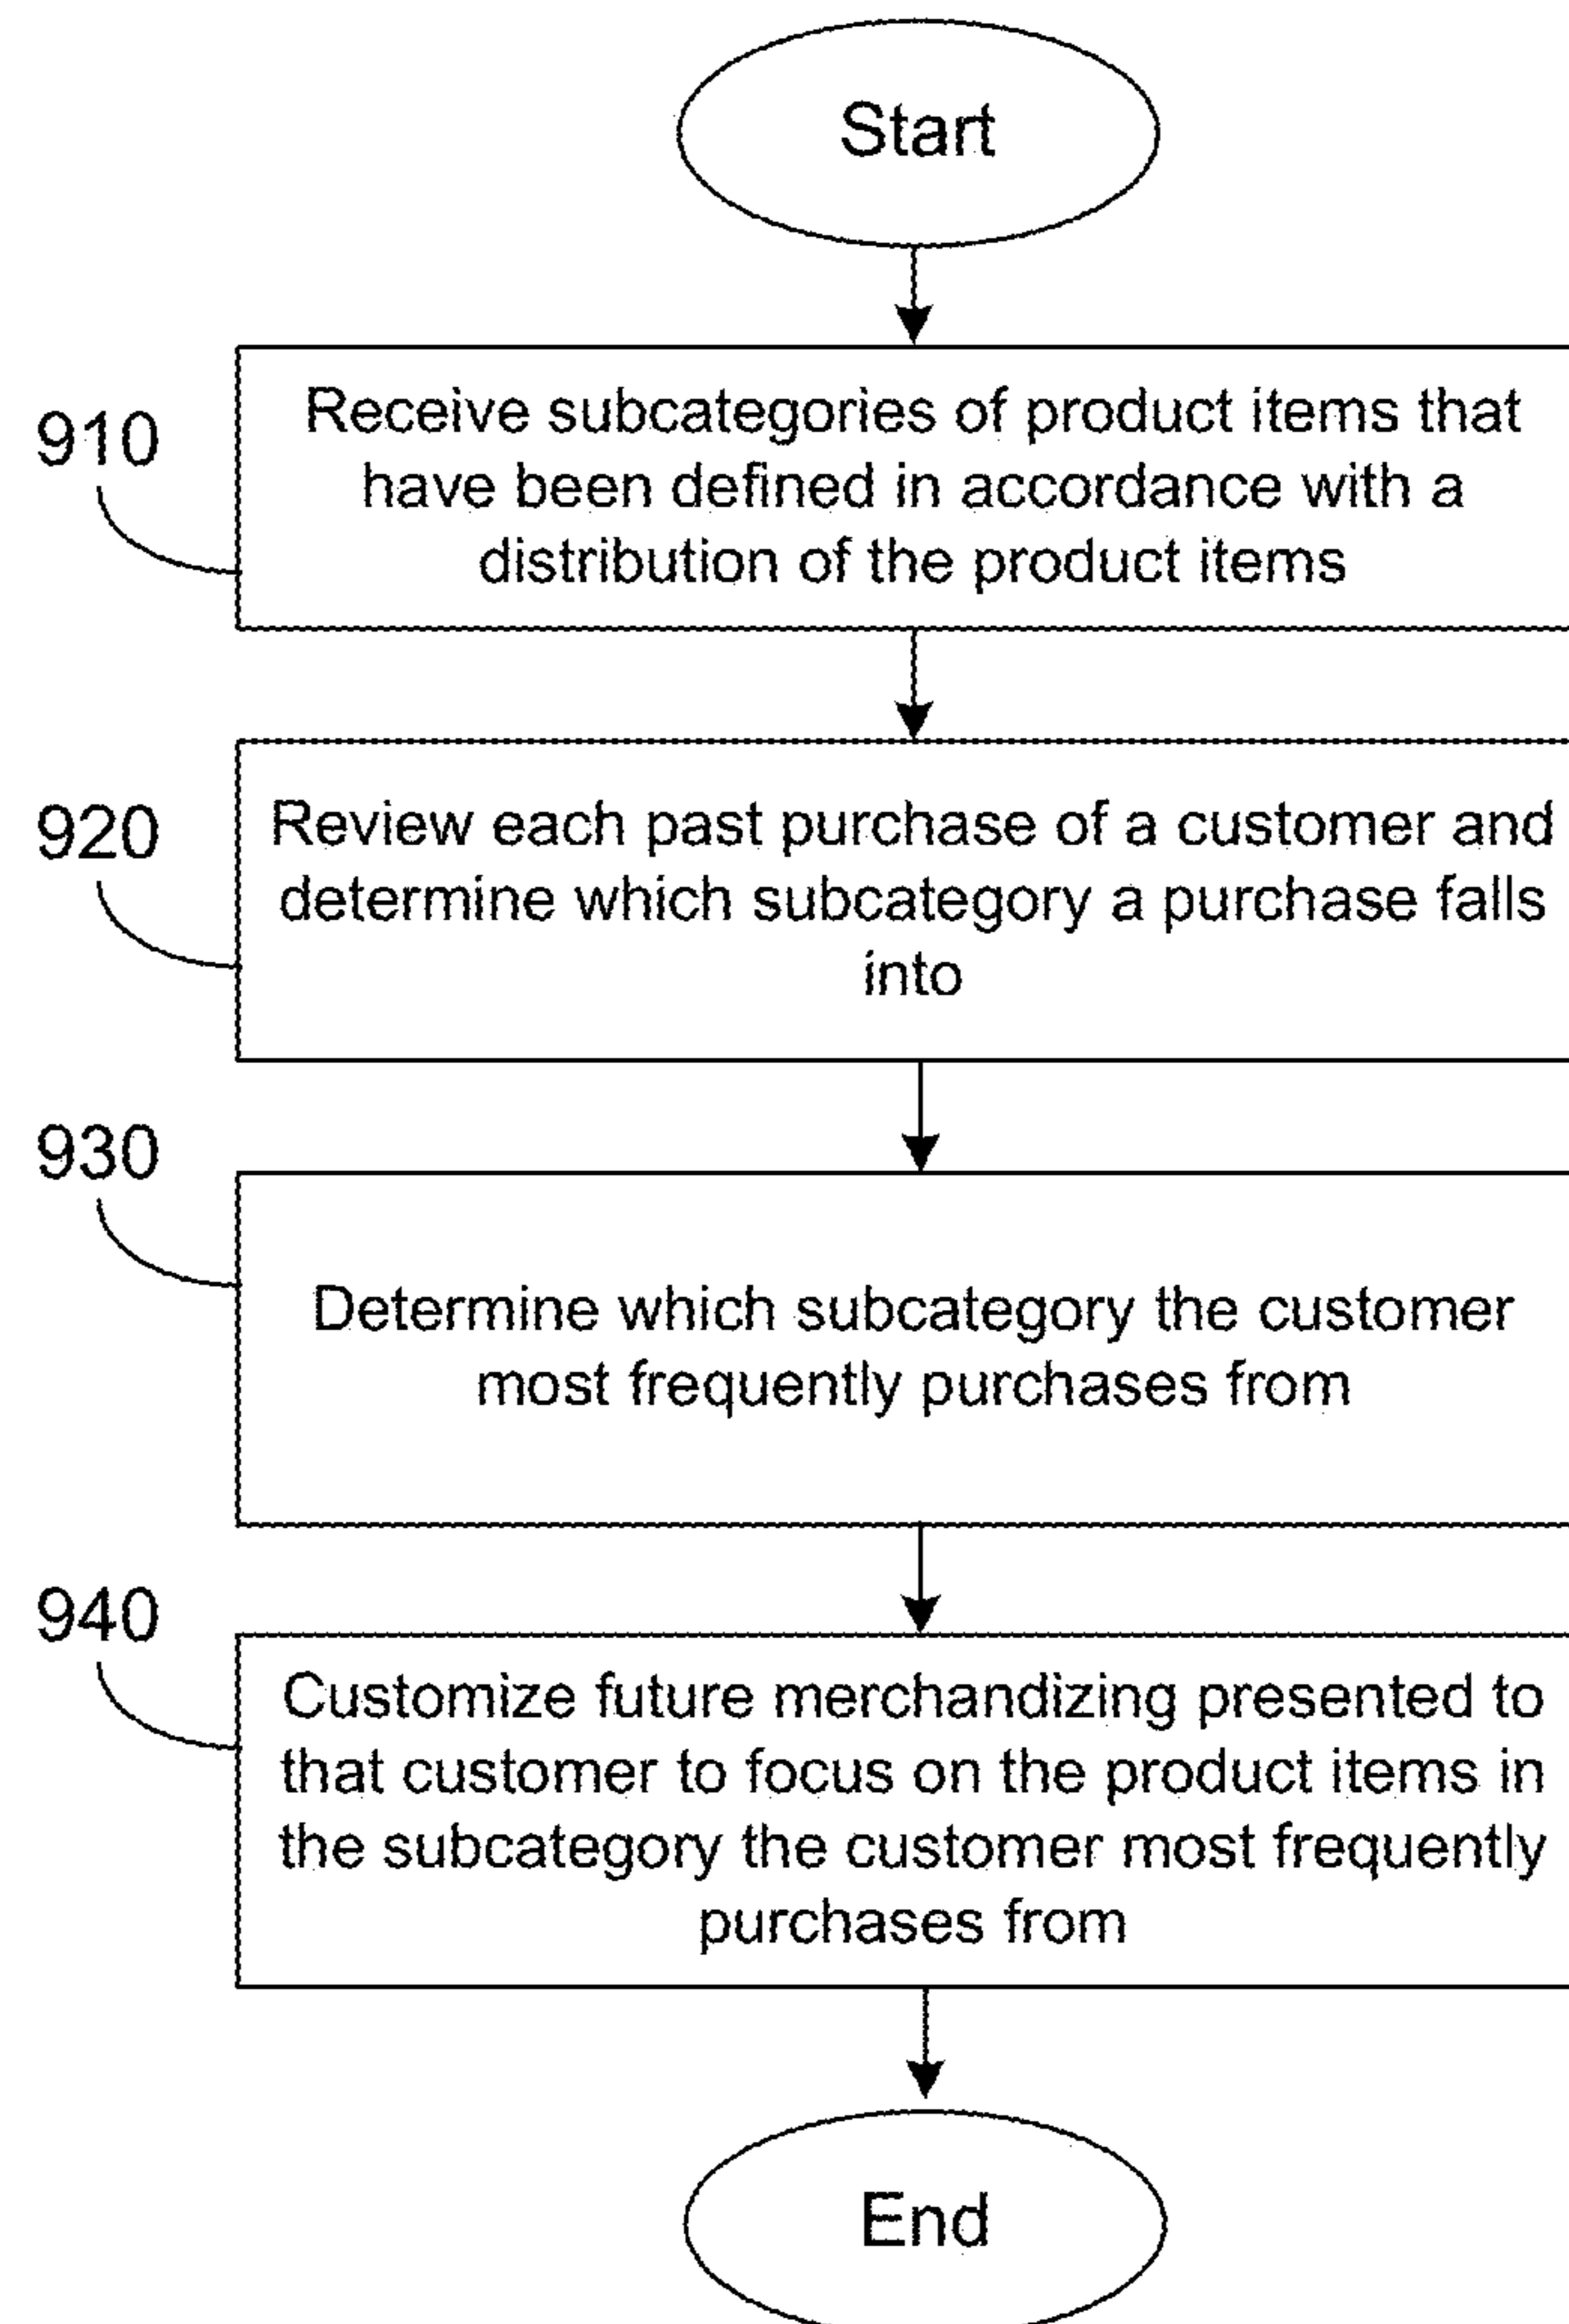 Start
910
Receive subcategories of product items that
have been defined in accordance with a
distribution of the product items
920
Review each past purchase of a customer and
determine which subcategory a purchase falls
into
930
Determine which subcategory the customer
most frequently purchases from
940
Customize future merchandizing presented to
that customer to focus on the product items in
the subcategory the customer most frequently
purchases from
End